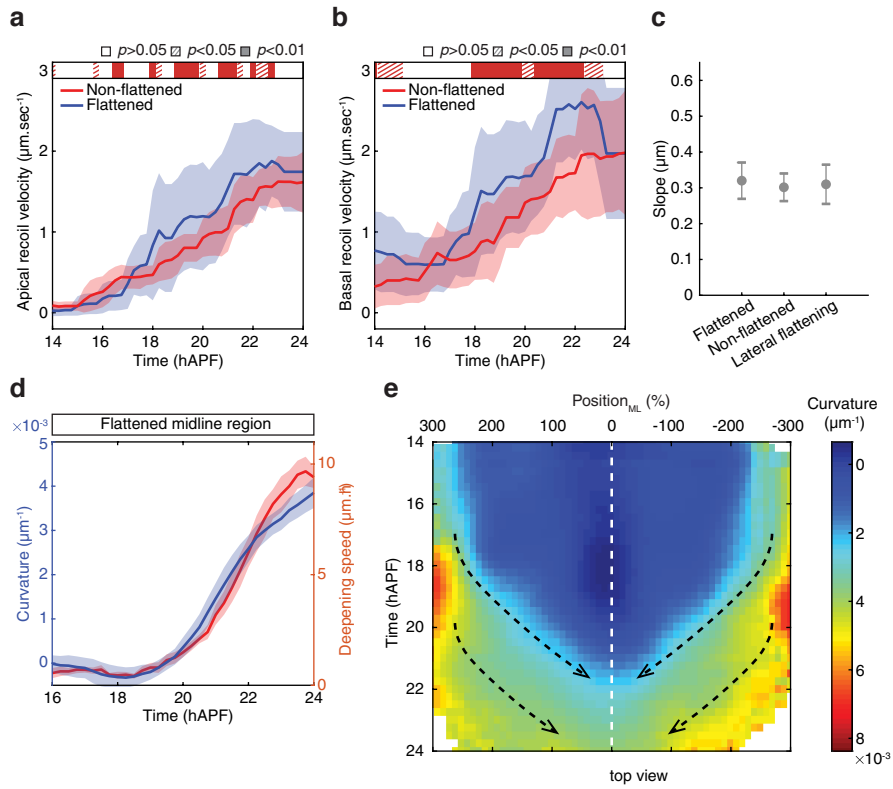 a
p>0.05 p<0.05 p<0.01
3
2
1
0
Non-flattened
Flattened
Apical recoil velocity (µm.sec⁻¹)
14 16 18 20 22 24
Time (hAPF)
b
p>0.05 p<0.05 p<0.01
3
2
1
0
Non-flattened
Flattened
Basal recoil velocity (µm.sec⁻¹)
14 16 18 20 22 24
Time (hAPF)
c
0.6
0.5
0.4
0.3
0.2
0.1
0
Slope (µm)
Flattened
Non-flattened
Lateral flattening
d
×10⁻³
Flattened midline region
5
4
3
2
1
0
Curvature (µm⁻¹)
10
5
0
Deepening speed (µm.h
16 18 20 22 24
Time (hAPF)
e
Position_ML (%)
300 200 100 0 -100 -200 -300
14
16
18
20
22
24
Time (hAPF)
top view
Curvature
(µm⁻¹)
0
2
4
6
8
×10⁻³